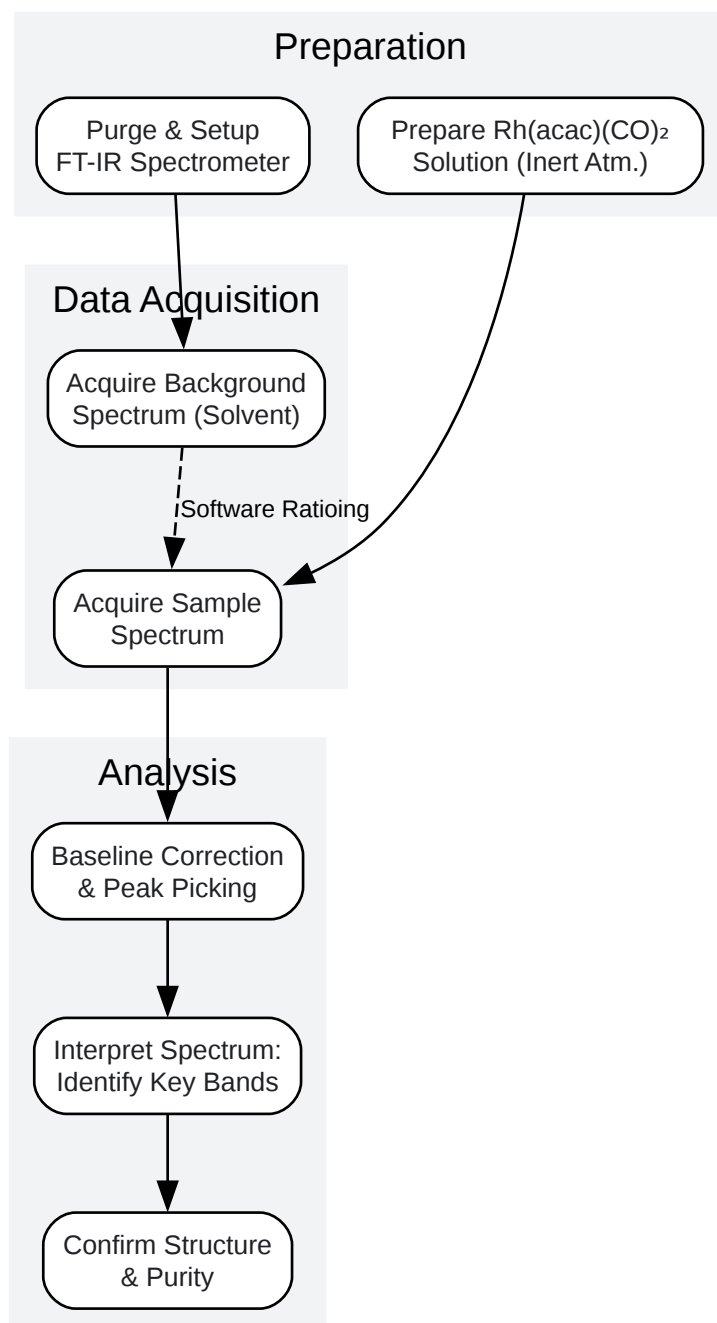 Preparation
Purge & Setup
FT-IR Spectrometer
Prepare Rh(acac)(CO)₂
Solution (Inert Atm.)
Data Acquisition
Acquire Background
Spectrum (Solvent)
Software Ratioing
Acquire Sample
Spectrum
Analysis
Baseline Correction
& Peak Picking
Interpret Spectrum:
Identify Key Bands
Confirm Structure
& Purity